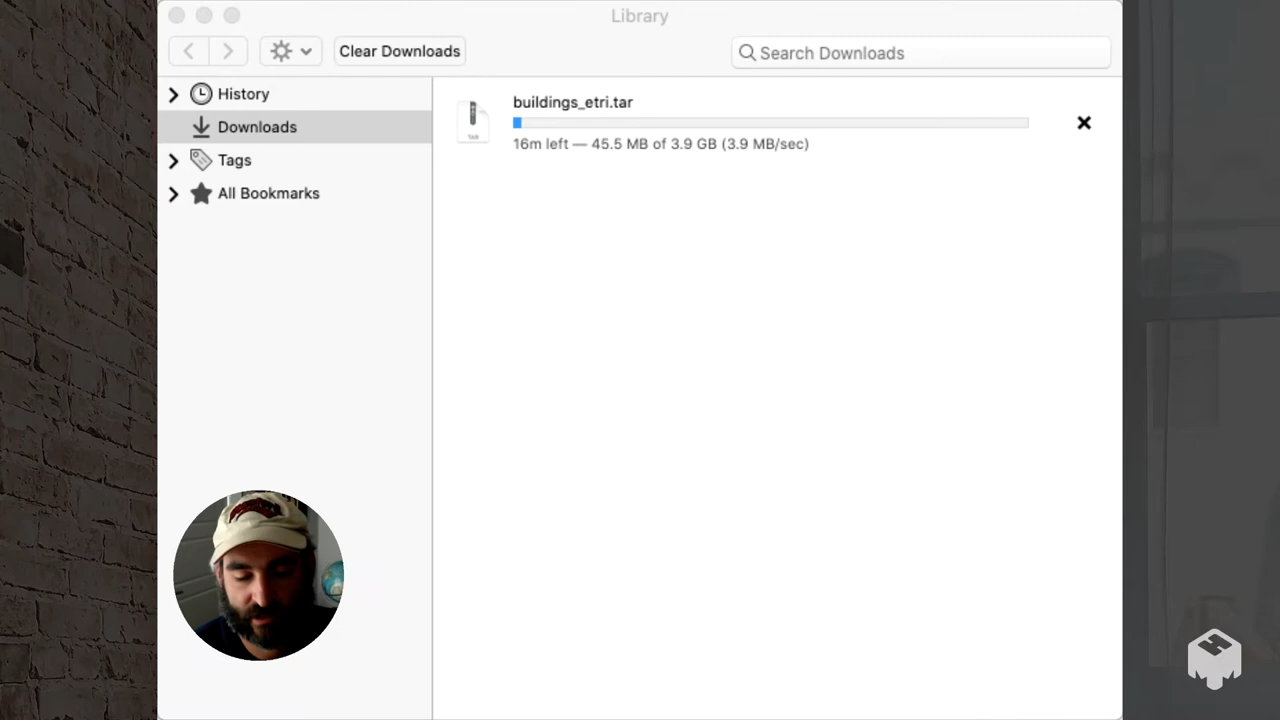 Library
Clear Downloads
Search Downloads
History
Downloads
Tags
All Bookmarks
buildings_etri.tar
16m left — 45.5 MB of 3.9 GB (3.9 MB/sec)
TAR